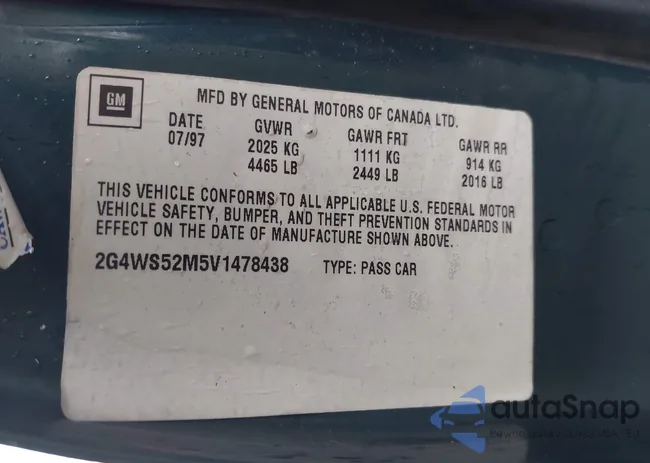 GM
MFD BY GENERAL MOTORS OF CANADA LTD.
DATE GVWR GAWR FRT GAWR RR
07/97 2025 KG 1111 KG 914 KG
4465 LB 2449 LB 2016 LB
THIS VEHICLE CONFORMS TO ALL APPLICABLE U.S. FEDERAL MOTOR
VEHICLE SAFETY, BUMPER, AND THEFT PREVENTION STANDARDS IN
EFFECT ON THE DATE OF MANUFACTURE SHOWN ABOVE.
2G4WS52M5V1478438 TYPE: PASS CAR
autoSnap